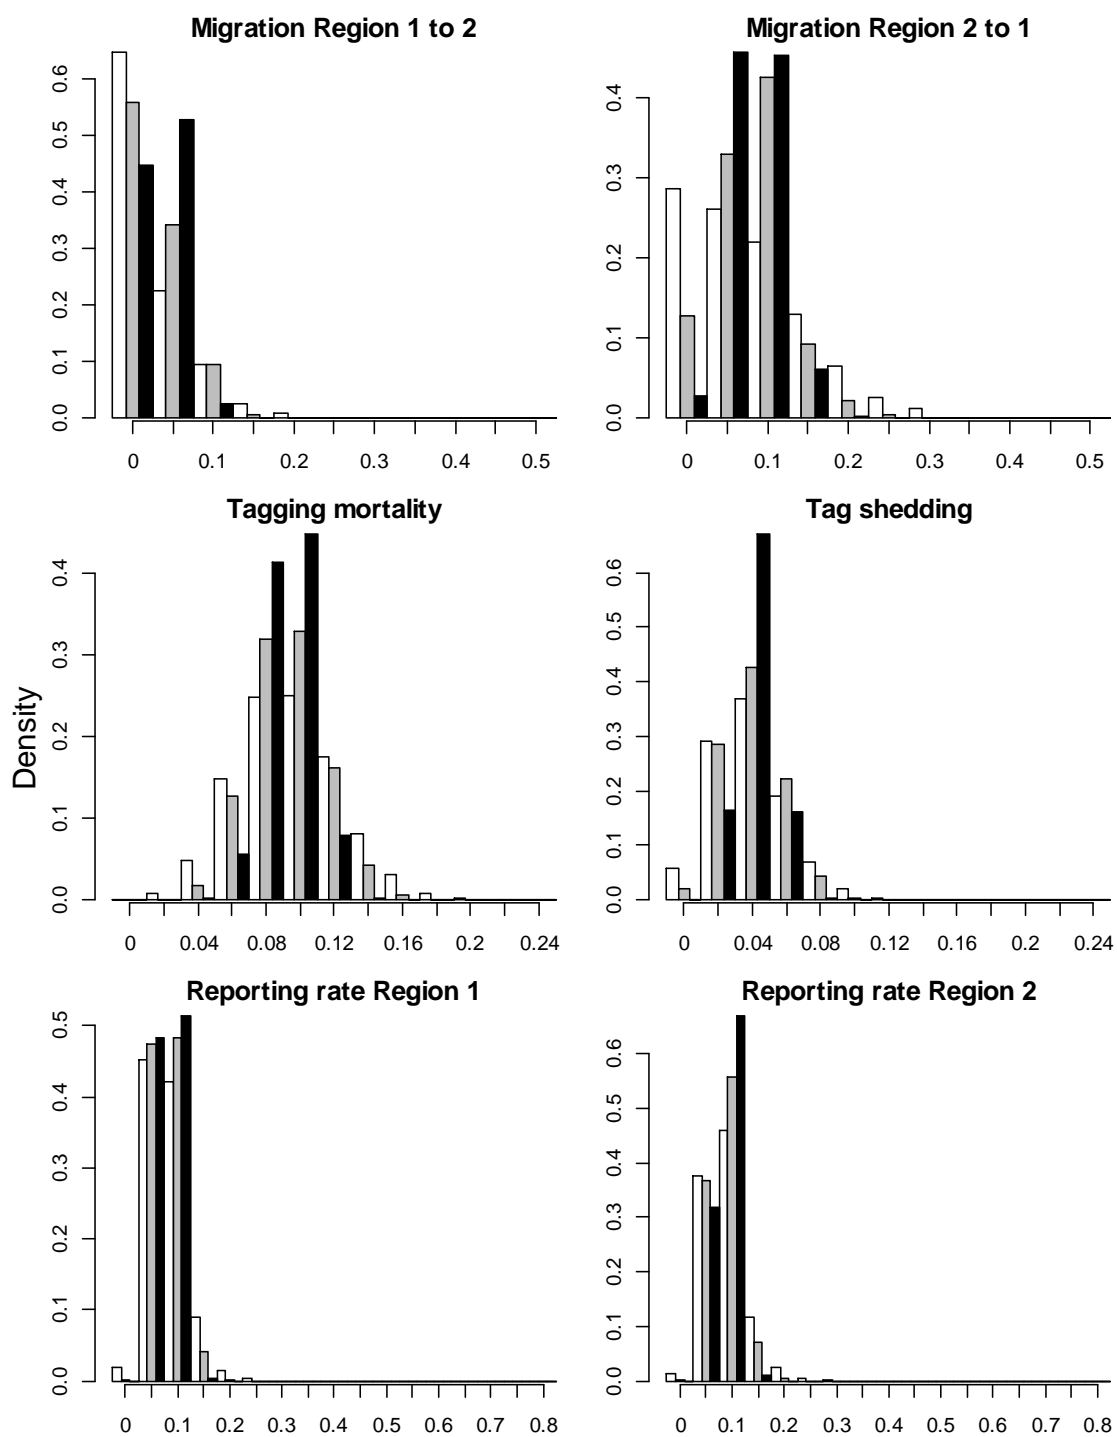 Migration Region 1 to 2
0.0 0.1 0.2 0.3 0.4 0.5 0.6
0 0.1 0.2 0.3 0.4 0.5
Migration Region 2 to 1
0.0 0.1 0.2 0.3 0.4
0 0.1 0.2 0.3 0.4 0.5
Density
Tagging mortality
0.0 0.1 0.2 0.3 0.4
0 0.04 0.08 0.12 0.16 0.2 0.24
Tag shedding
0.0 0.1 0.2 0.3 0.4 0.5 0.6
0 0.04 0.08 0.12 0.16 0.2 0.24
Reporting rate Region 1
0.0 0.1 0.2 0.3 0.4 0.5
0 0.1 0.2 0.3 0.4 0.5 0.6 0.7 0.8
Reporting rate Region 2
0.0 0.1 0.2 0.3 0.4 0.5 0.6
0 0.1 0.2 0.3 0.4 0.5 0.6 0.7 0.8